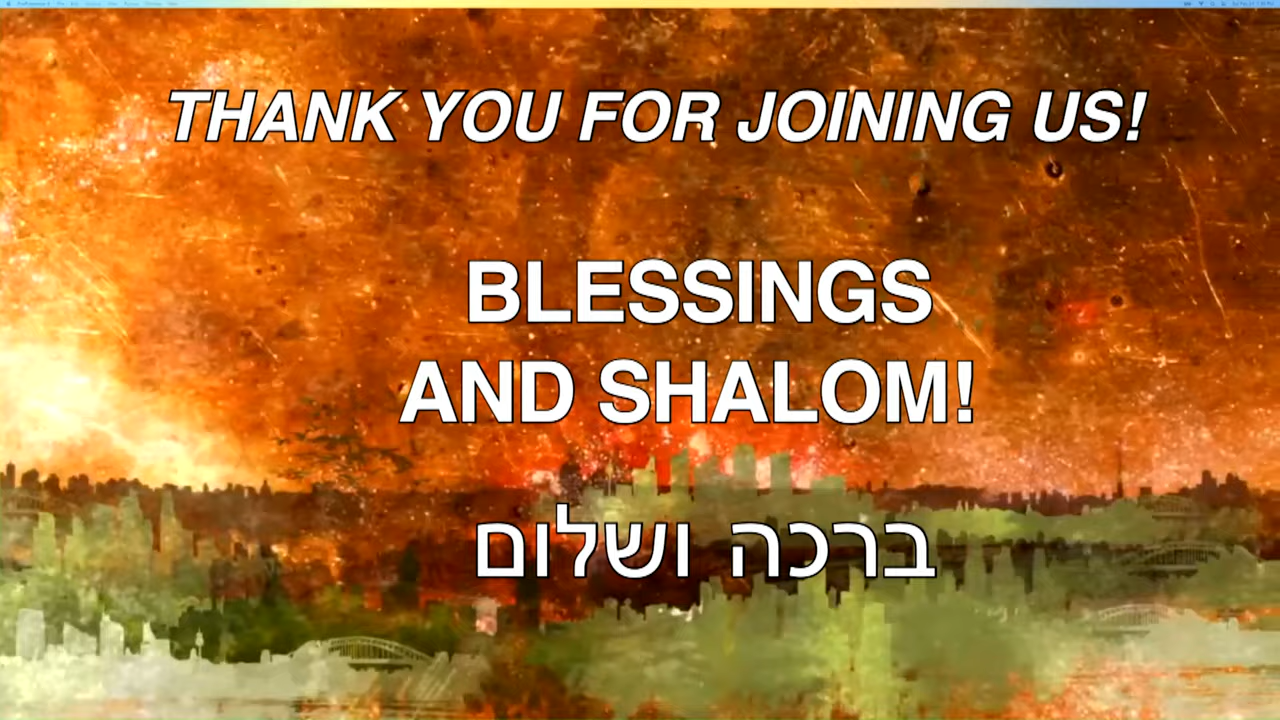 THANK YOU FOR JOINING US!
BLESSINGS
AND SHALOM!
ברכה ושלום